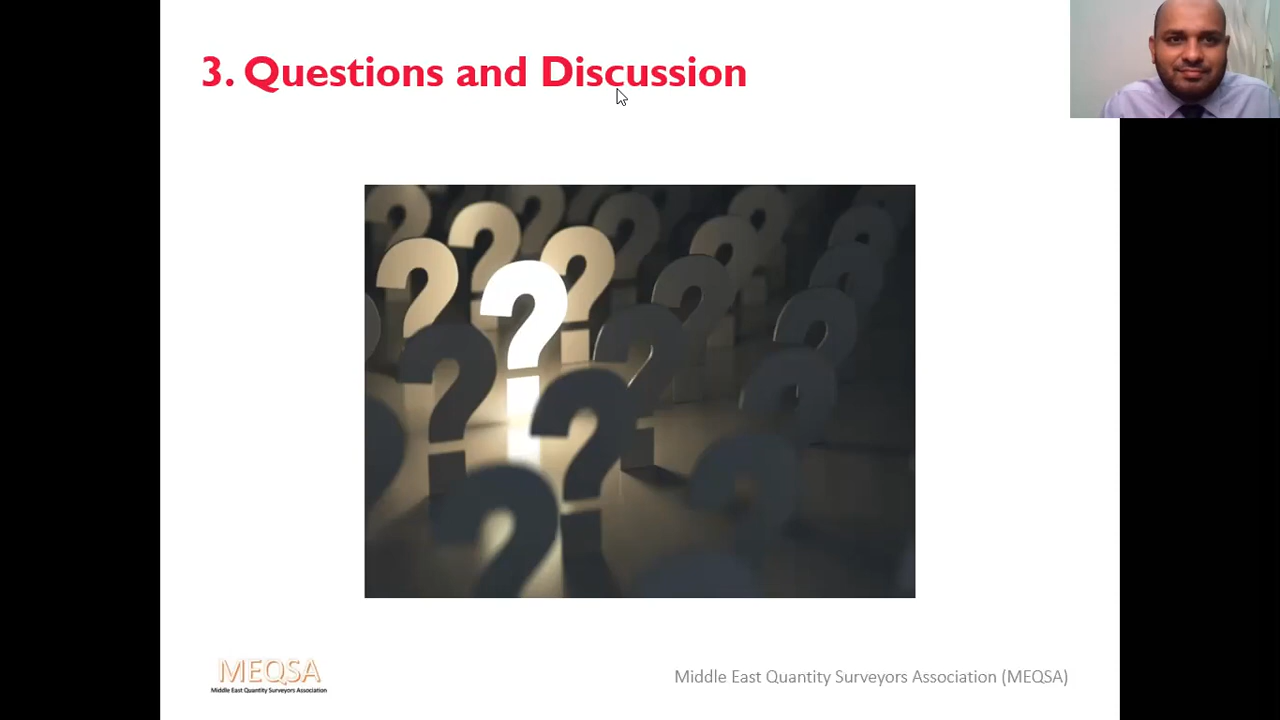 3. Questions and Discussion
MEQSA
Middle East Quantity Surveyors Association
Middle East Quantity Surveyors Association (MEQSA)